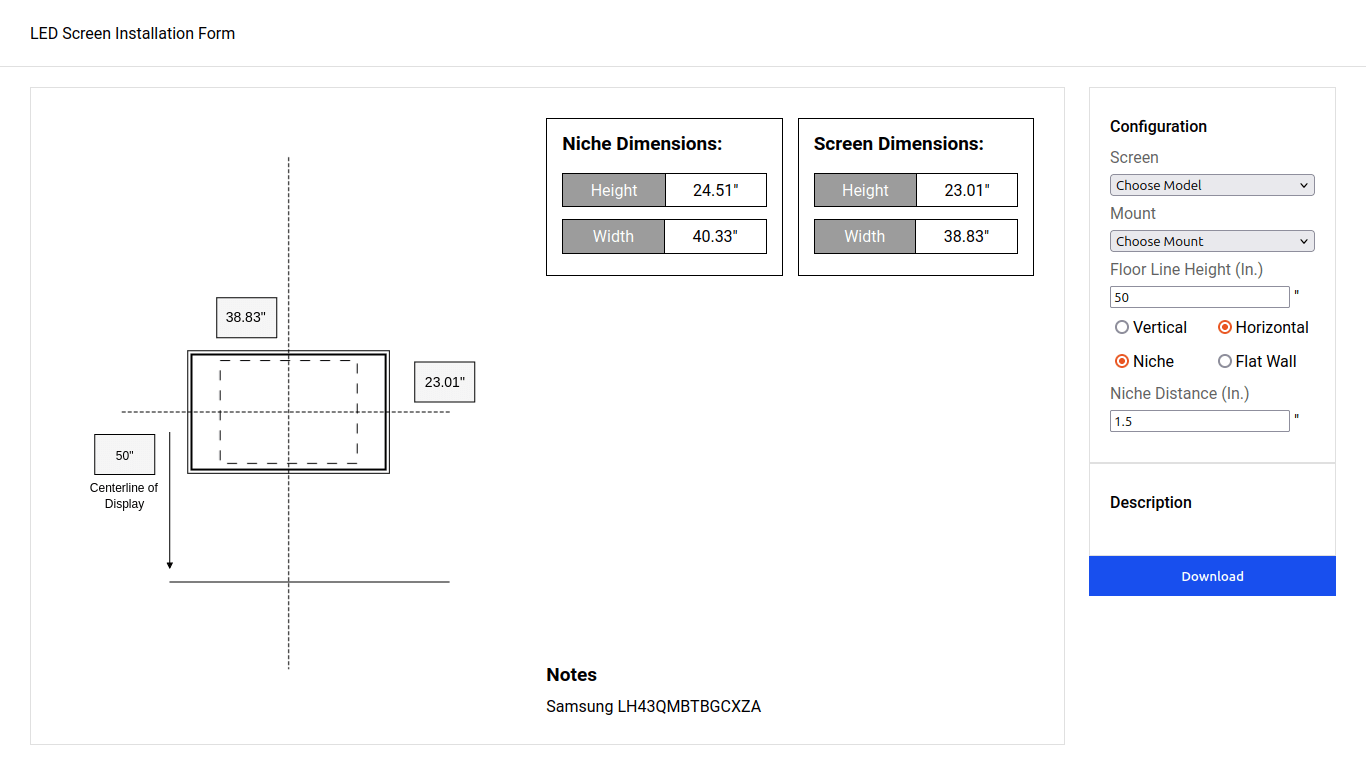 LED Screen Installation Form
38.83"
23.01"
50"
Centerline of
Display
Niche Dimensions:
Height 24.51"
Width 40.33"
Screen Dimensions:
Height 23.01"
Width 38.83"
Notes
Samsung LH43QMBTBGCXZA
Configuration
Screen
Choose Model
Mount
Choose Mount
Floor Line Height (In.)
50 "
Vertical Horizontal
Niche Flat Wall
Niche Distance (In.)
1.5 "
Description
Download